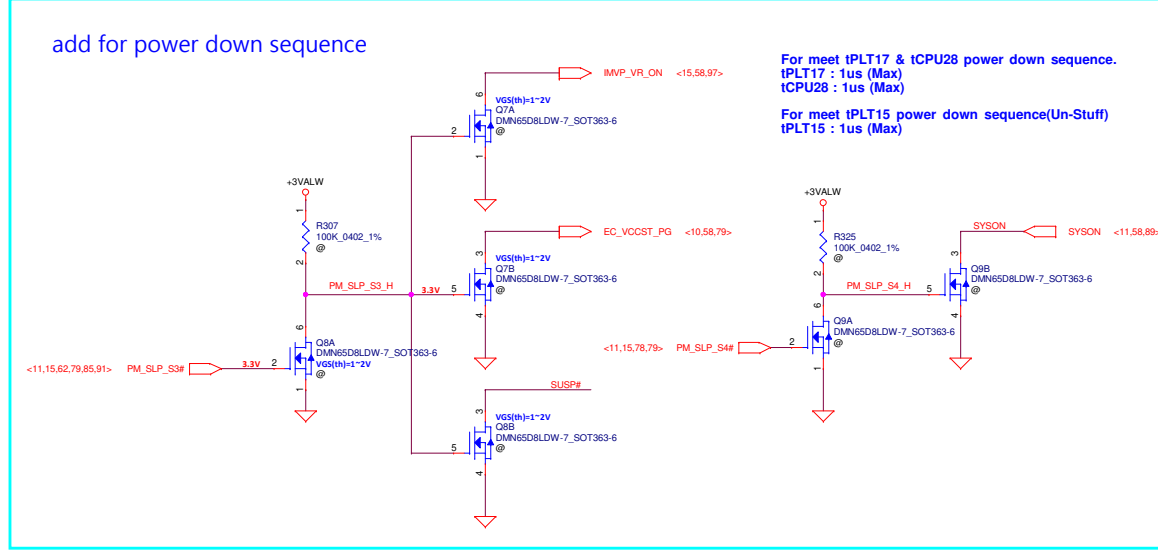 add for power down sequence
For meet tPLT17 & tCPU28 power down sequence.
tPLT17 : 1us (Max)
tCPU28 : 1us (Max)
For meet tPLT15 power down sequence(Un-Stuff)
tPLT15 : 1us (Max)
IMVP_VR_ON <15,58,97>
6
VGS(th)=1~2V
Q7A
DMN65D8LDW-7_SOT363-6
@
2
1
+3VALW
1
R307
100K_0402_1%
@
2
EC_VCCST_PG <10,58,79>
3
VGS(th)=1~2V
Q7B
DMN65D8LDW-7_SOT363-6
@
PM_SLP_S3_H
3.3V
5
4
6
Q8A
DMN65D8LDW-7_SOT363-6
VGS(th)=1~2V
@
<11,15,62,79,85,91> PM_SLP_S3#
3.3V
2
1
SUSP#
3
VGS(th)=1~2V
Q8B
DMN65D8LDW-7_SOT363-6
@
5
4
+3VALW
1
R325
100K_0402_1%
@
2
SYSON
SYSON <11,58,89>
3
Q9B
DMN65D8LDW-7_SOT363-6
@
PM_SLP_S4_H
5
4
6
Q9A
DMN65D8LDW-7_SOT363-6
@
<11,15,78,79> PM_SLP_S4#
2
1